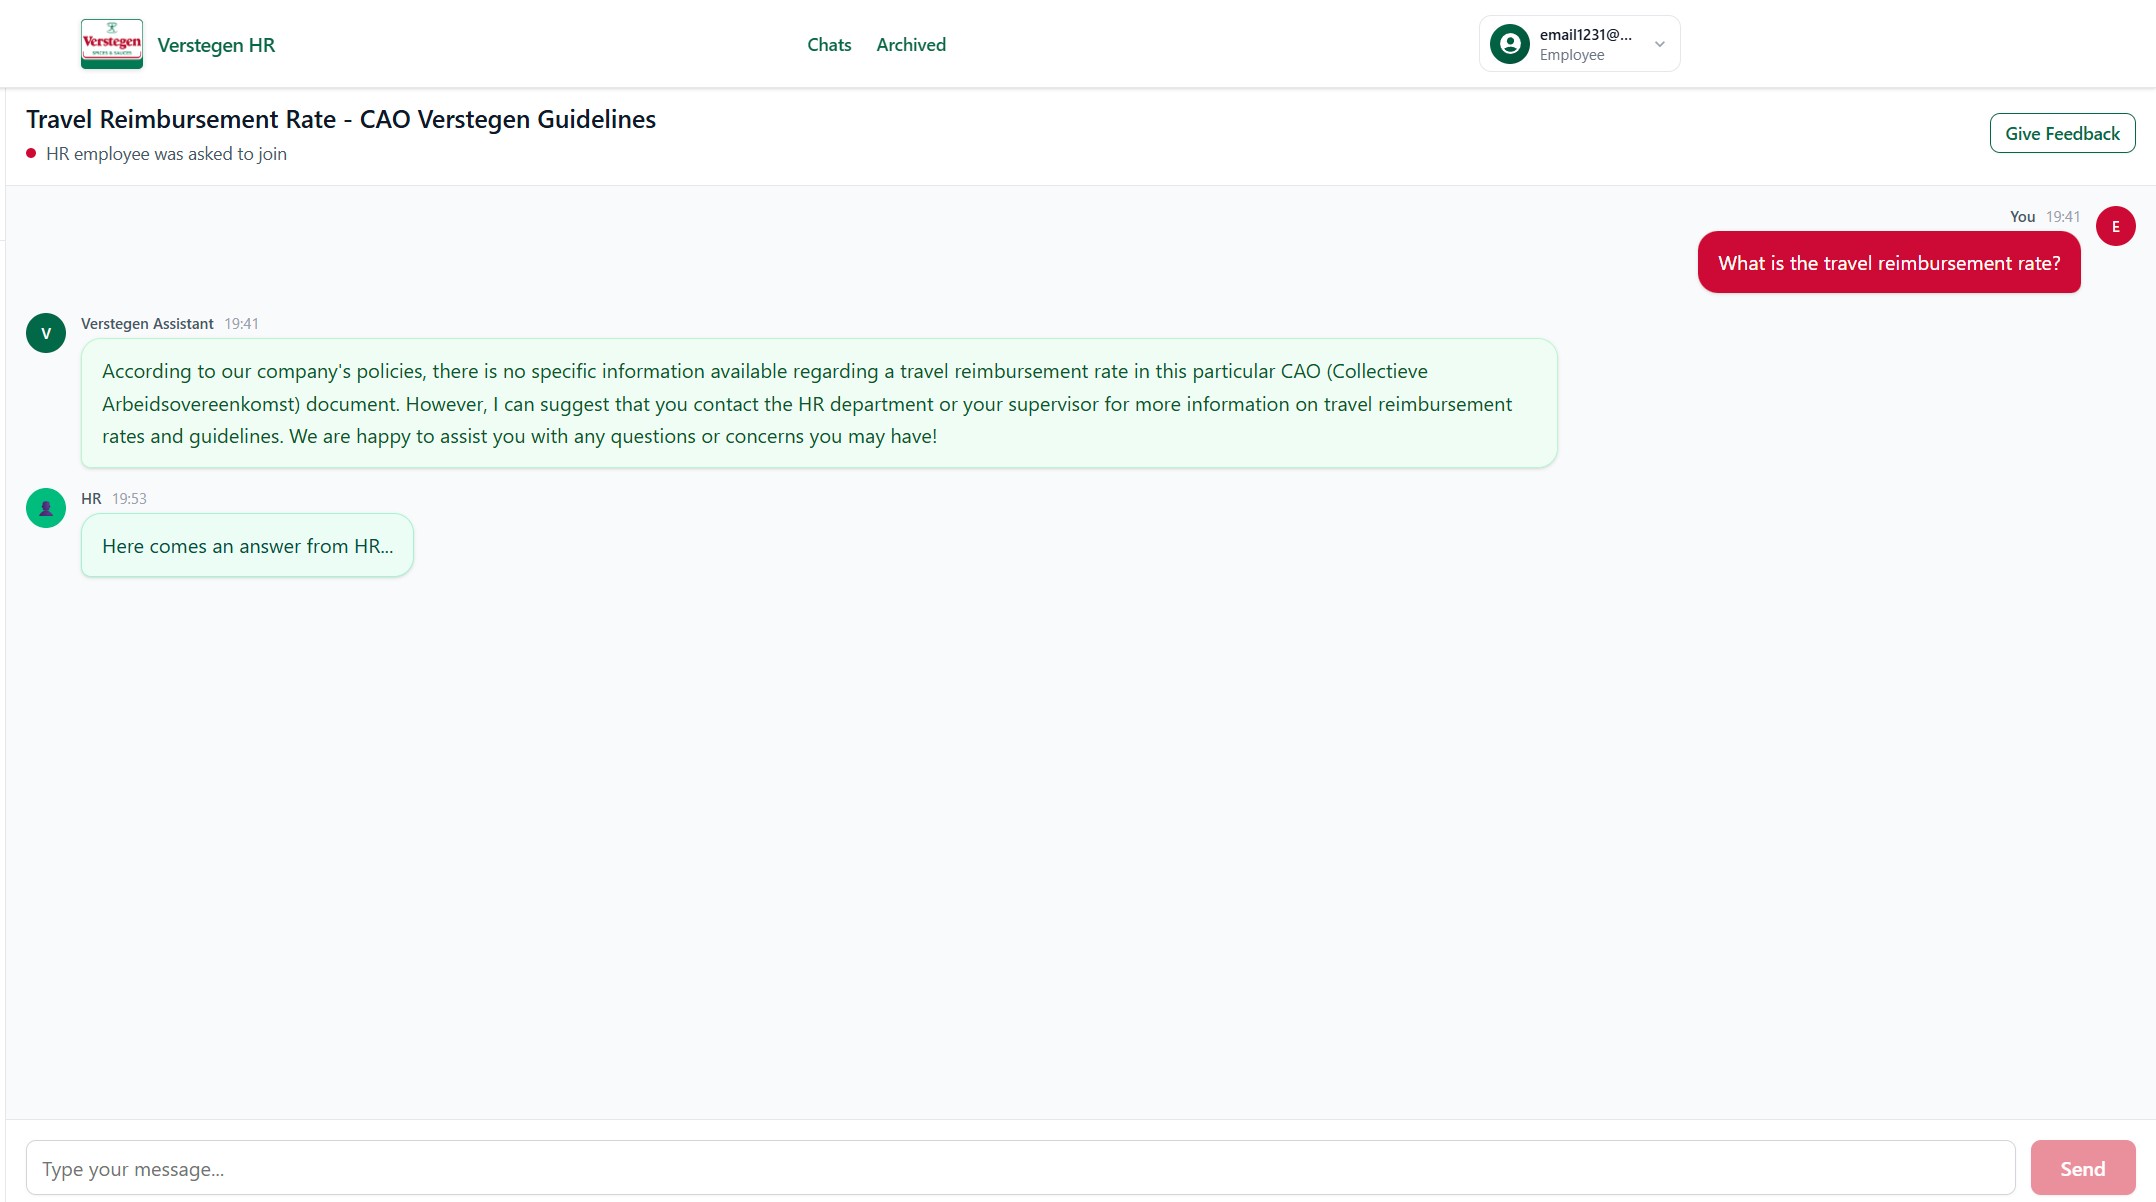 Verstegen
SPICES & SAUCES
Verstegen HR
Chats
Archived
email1231@...
Employee
Travel Reimbursement Rate - CAO Verstegen Guidelines
HR employee was asked to join
Give Feedback
You 19:41
E
What is the travel reimbursement rate?
V
Verstegen Assistant 19:41
According to our company's policies, there is no specific information available regarding a travel reimbursement rate in this particular CAO (Collectieve
Arbeidsovereenkomst) document. However, I can suggest that you contact the HR department or your supervisor for more information on travel reimbursement
rates and guidelines. We are happy to assist you with any questions or concerns you may have!
HR 19:53
Here comes an answer from HR...
Type your message...
Send